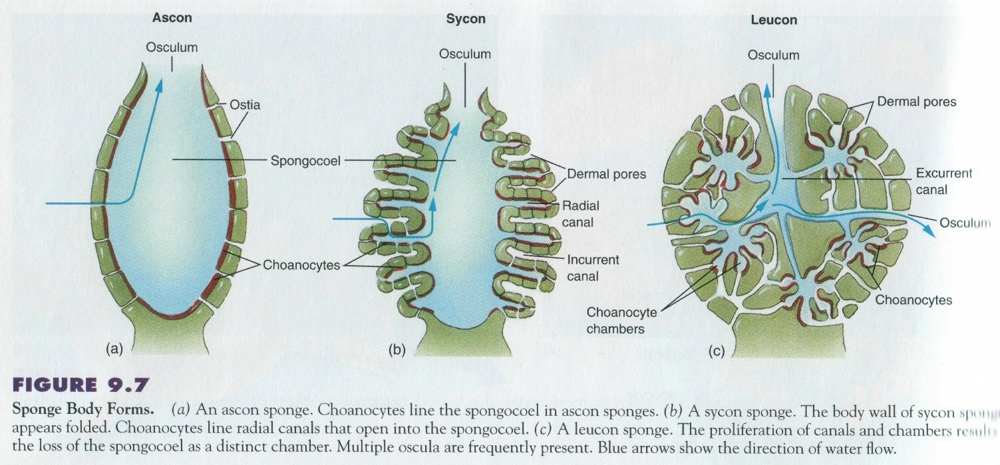 Ascon
Sycon
Leucon
Osculum
Osculum
Osculum
Ostia
Dermal pores
Spongocoel
Dermal pores
Excurrent
canal
Radial
canal
Osculum
Choanocytes
Incurrent
canal
Choanocytes
Choanocyte
chambers
(a)
(b)
(c)
FIGURE 9.7
Sponge Body Forms. (a) An ascon sponge. Choanocytes line the spongocoel in ascon sponges. (b) A sycon sponge. The body wall of sycon
appears folded. Choanocytes line radial canals that open into the spongocoel. (c) A leucon sponge. The proliferation of canals and chambers results
the loss of the spongocoel as a distinct chamber. Multiple oscula are frequently present. Blue arrows show the direction of water flow.